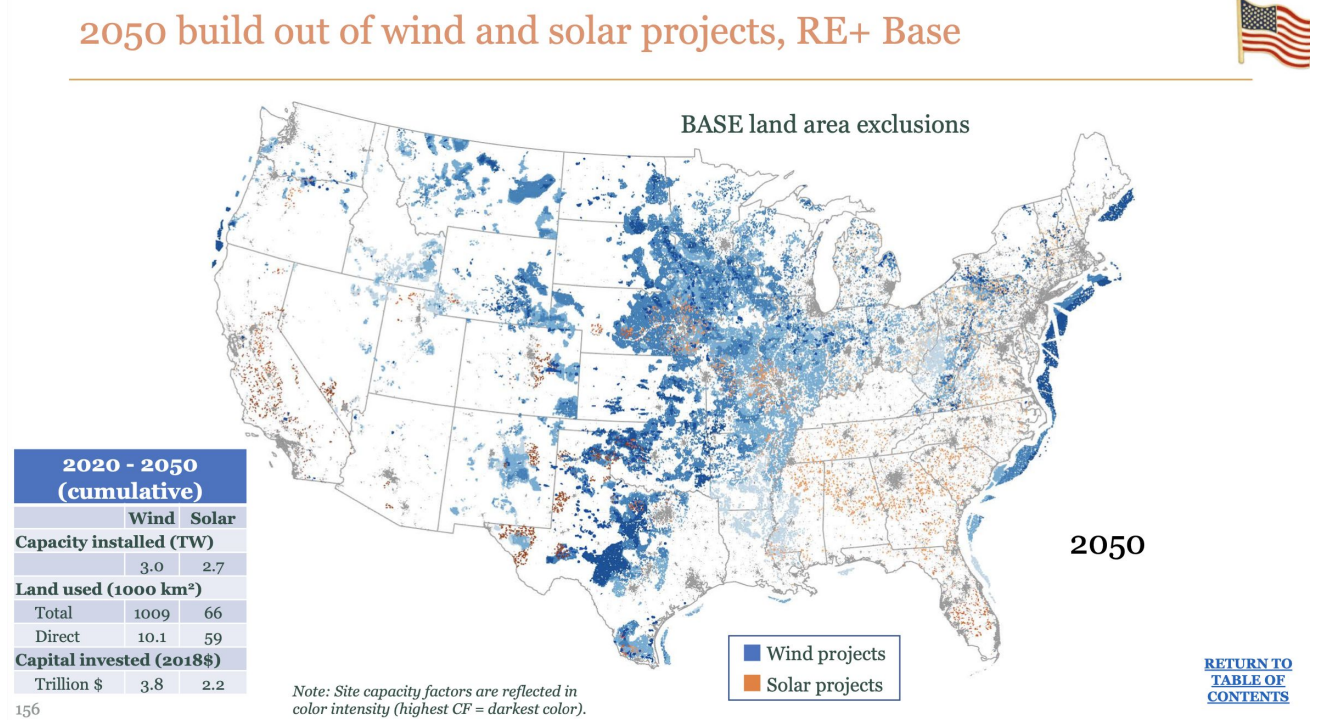 2050 build out of wind and solar projects, RE+ Base
BASE land area exclusions
2020 - 2050
(cumulative)
Wind Solar
Capacity installed (TW)
3.0 2.7
Land used (1000 km²)
Total 1009 66
Direct 10.1 59
Capital invested (2018$)
Trillion $ 3.8 2.2
2050
Wind projects
Solar projects
Note: Site capacity factors are reflected in
color intensity (highest CF = darkest color).
RETURN TO
TABLE OF
CONTENTS
156